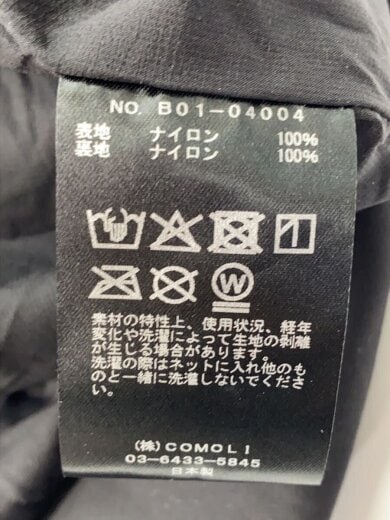 NO. B01-04004
表地 ナイロン 100%
裏地 ナイロン 100%
W
素材の特性上、使用状況、経年
変化や洗濯によって生地の剥離
が生じる場合があります。
洗濯の際はネットに入れ他のも
のと一緒に洗濯しないでくださ
い。
(株)COMOLI
03-6433-5845
日本製